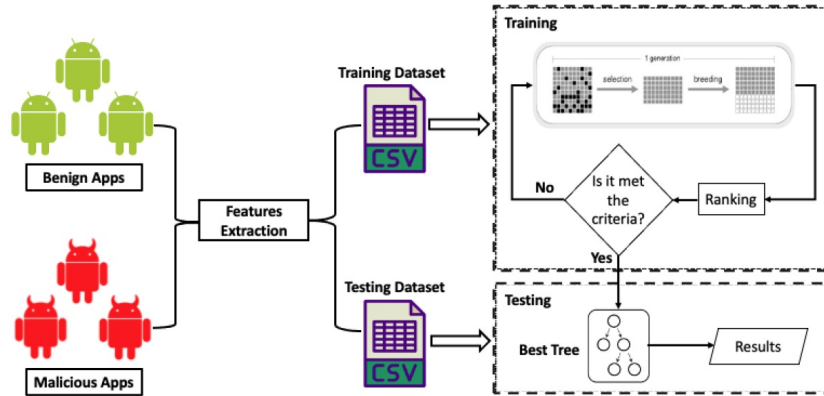 Benign Apps
Malicious Apps
Features
Extraction
Training Dataset
CSV
Testing Dataset
CSV
Training
1 generation
selection
breeding
No
Is it met
the
criteria?
Ranking
Yes
Testing
Best Tree
Results